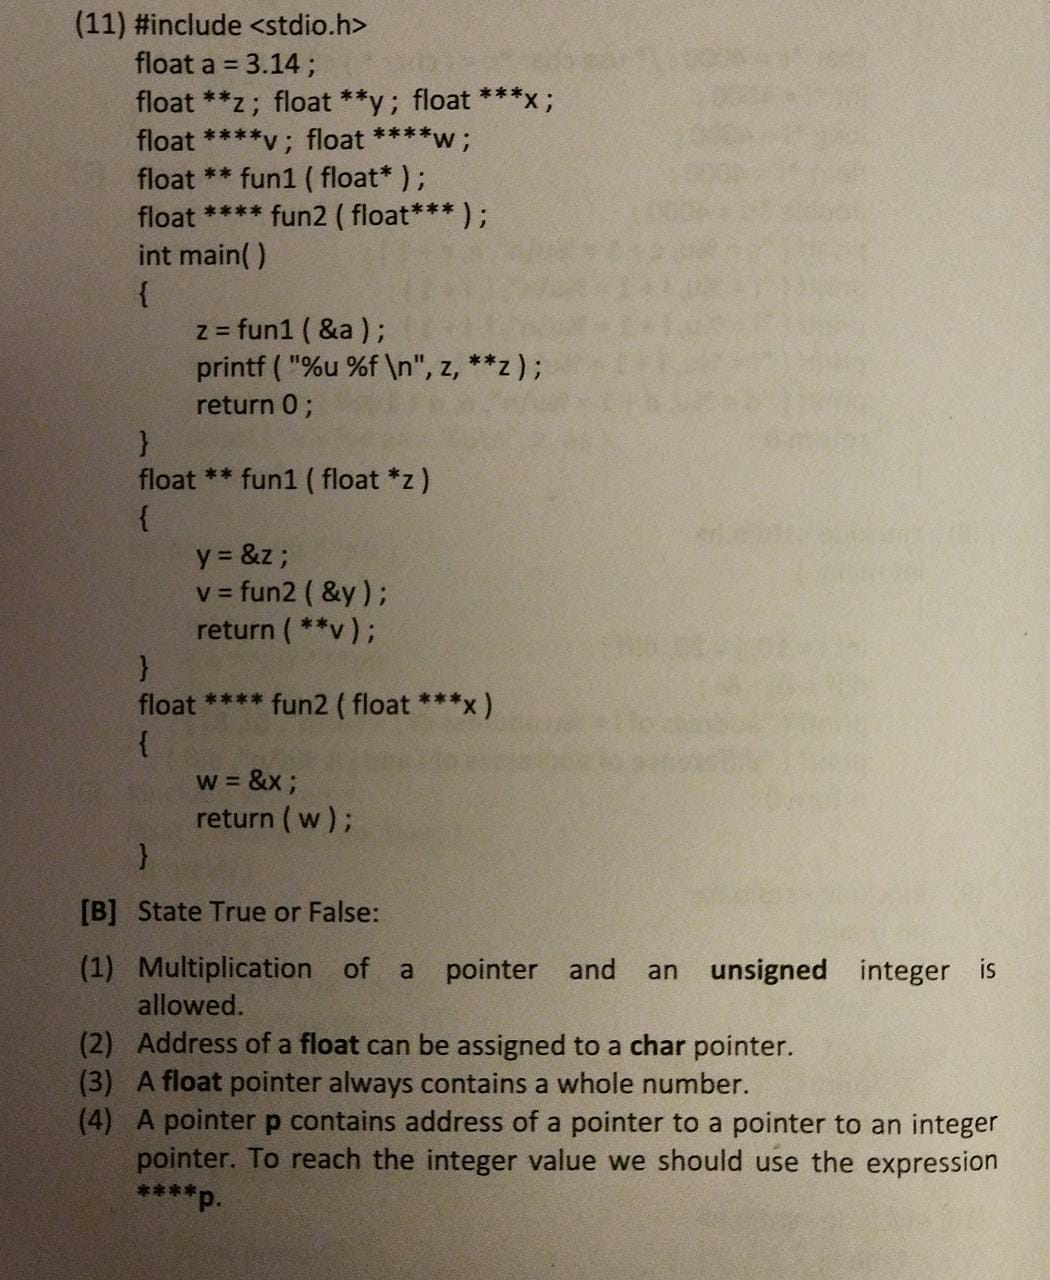 (11) #include <stdio.h>
float a = 3.14 ;
float **z ; float **y ; float ***x ;
float ****v ; float ****w ;
float ** fun1 ( float* ) ;
float **** fun2 ( float*** ) ;
int main( )
{
z = fun1 ( &a ) ;
printf ( "%u %f \n", z, **z ) ;
return 0 ;
}
float ** fun1 ( float *z )
{
y = &z ;
v = fun2 ( &y ) ;
return ( **v ) ;
}
float **** fun2 ( float ***x )
{
w = &x ;
return ( w ) ;
}
[B] State True or False:
(1) Multiplication of a pointer and an unsigned integer is
allowed.
(2) Address of a float can be assigned to a char pointer.
(3) A float pointer always contains a whole number.
(4) A pointer p contains address of a pointer to a pointer to an integer
pointer. To reach the integer value we should use the expression
****p.